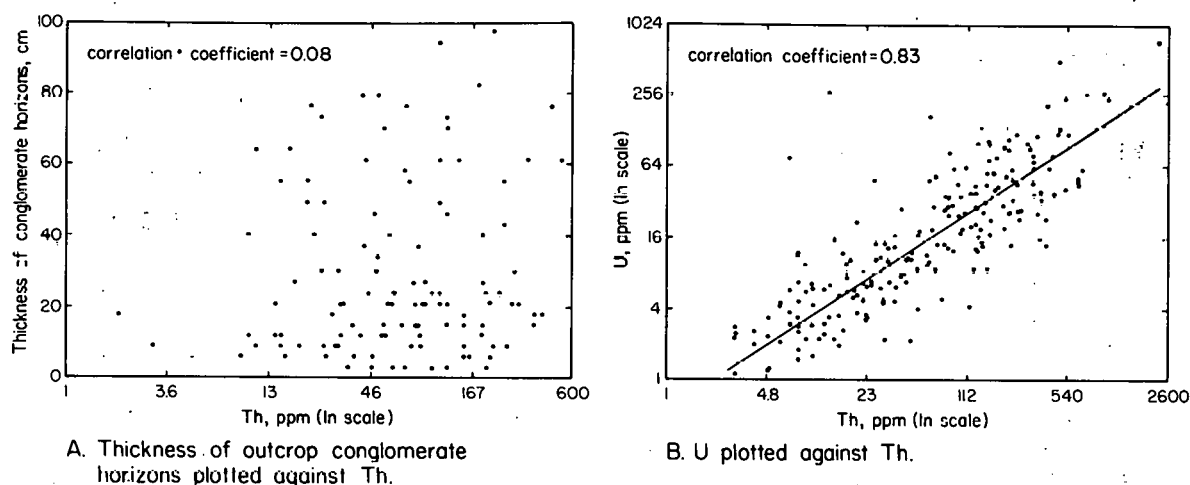 100
80
60
40
20
0
Thickness of conglomerate horizons, cm
correlation • coefficient = 0.08
1 3.6 13 46 167 600
Th, ppm (ln scale)
A. Thickness of outcrop conglomerate
horizons plotted against Th.
1024
256
64
16
4
1
U, ppm (ln scale)
correlation coefficient = 0.83
1 4.8 23 112 540 2600
Th, ppm (ln scale)
B. U plotted against Th.